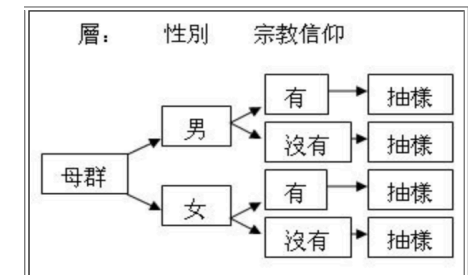 層： 性別 宗教信仰
有 抽樣
男
沒有 抽樣
母群
有 抽樣
女
沒有 抽樣